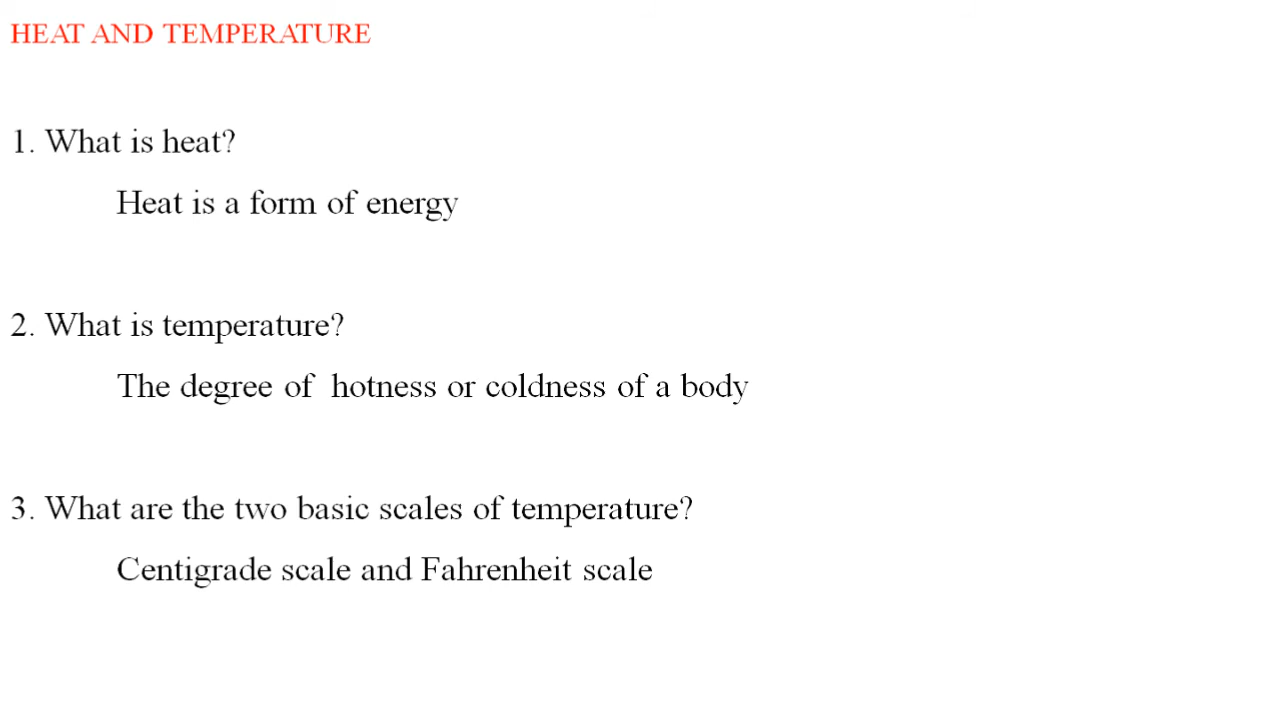 HEAT AND TEMPERATURE
1. What is heat?
Heat is a form of energy
2. What is temperature?
The degree of  hotness or coldness of a body
3. What are the two basic scales of temperature?
Centigrade scale and Fahrenheit scale